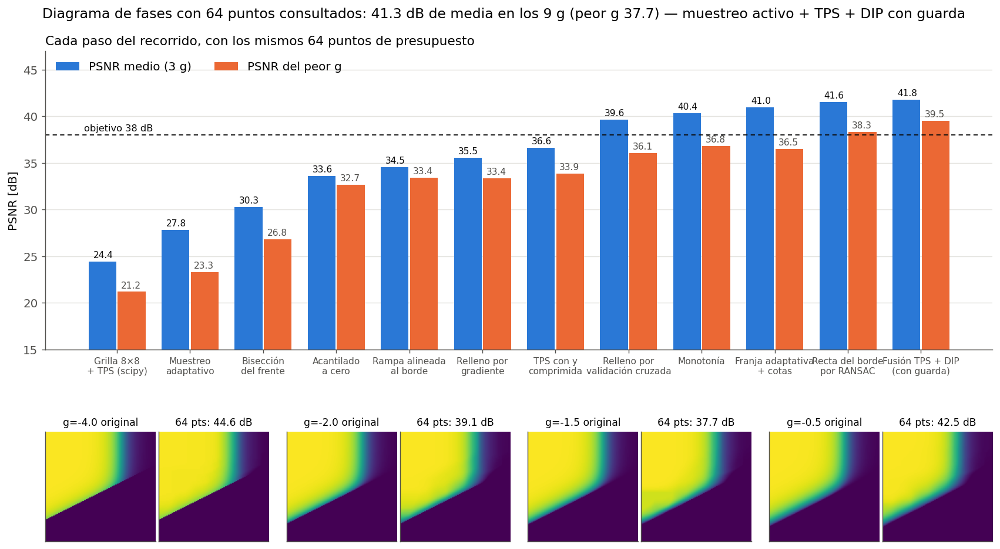 Diagrama de fases con 64 puntos consultados: 41.3 dB de media en los 9 g (peor g 37.7) — muestreo activo + TPS + DIP con guarda
Cada paso del recorrido, con los mismos 64 puntos de presupuesto
PSNR medio (3 g)
PSNR del peor g
objetivo 38 dB
PSNR [dB]
45
40
35
30
25
20
15
24.4
21.2
27.8
23.3
30.3
26.8
33.6
32.7
34.5
33.4
35.5
33.4
36.6
33.9
39.6
36.1
40.4
36.8
41.0
36.5
41.6
38.3
41.8
39.5
Grilla 8×8
+ TPS (scipy)
Muestreo
adaptativo
Bisección
del frente
Acantilado
a cero
Rampa alineada
al borde
Relleno por
gradiente
TPS con y
comprimida
Relleno por
validación cruzada
Monotonía
Franja adaptativa
+ cotas
Recta del borde
por RANSAC
Fusión TPS + DIP
(con guarda)
g=-4.0 original
64 pts: 44.6 dB
g=-2.0 original
64 pts: 39.1 dB
g=-1.5 original
64 pts: 37.7 dB
g=-0.5 original
64 pts: 42.5 dB